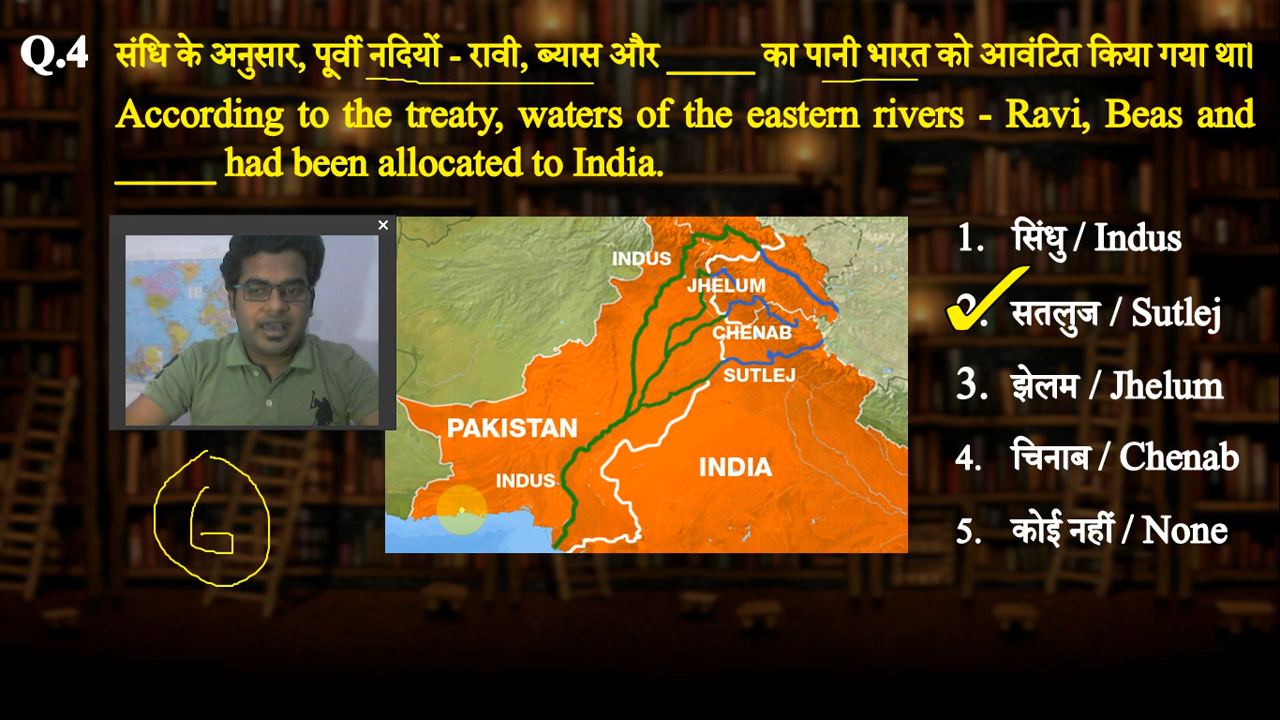 Q.4 संधि के अनुसार, पूर्वी नदियों - रावी, ब्यास और _____ का पानी भारत को आवंटित किया गया था।
According to the treaty, waters of the eastern rivers - Ravi, Beas and
_____ had been allocated to India.
INDUS
JHELUM
CHENAB
SUTLEJ
PAKISTAN
INDIA
INDUS
1. सिंधु / Indus
2. सतलुज / Sutlej
3. झेलम / Jhelum
4. चिनाब / Chenab
5. कोई नहीं / None